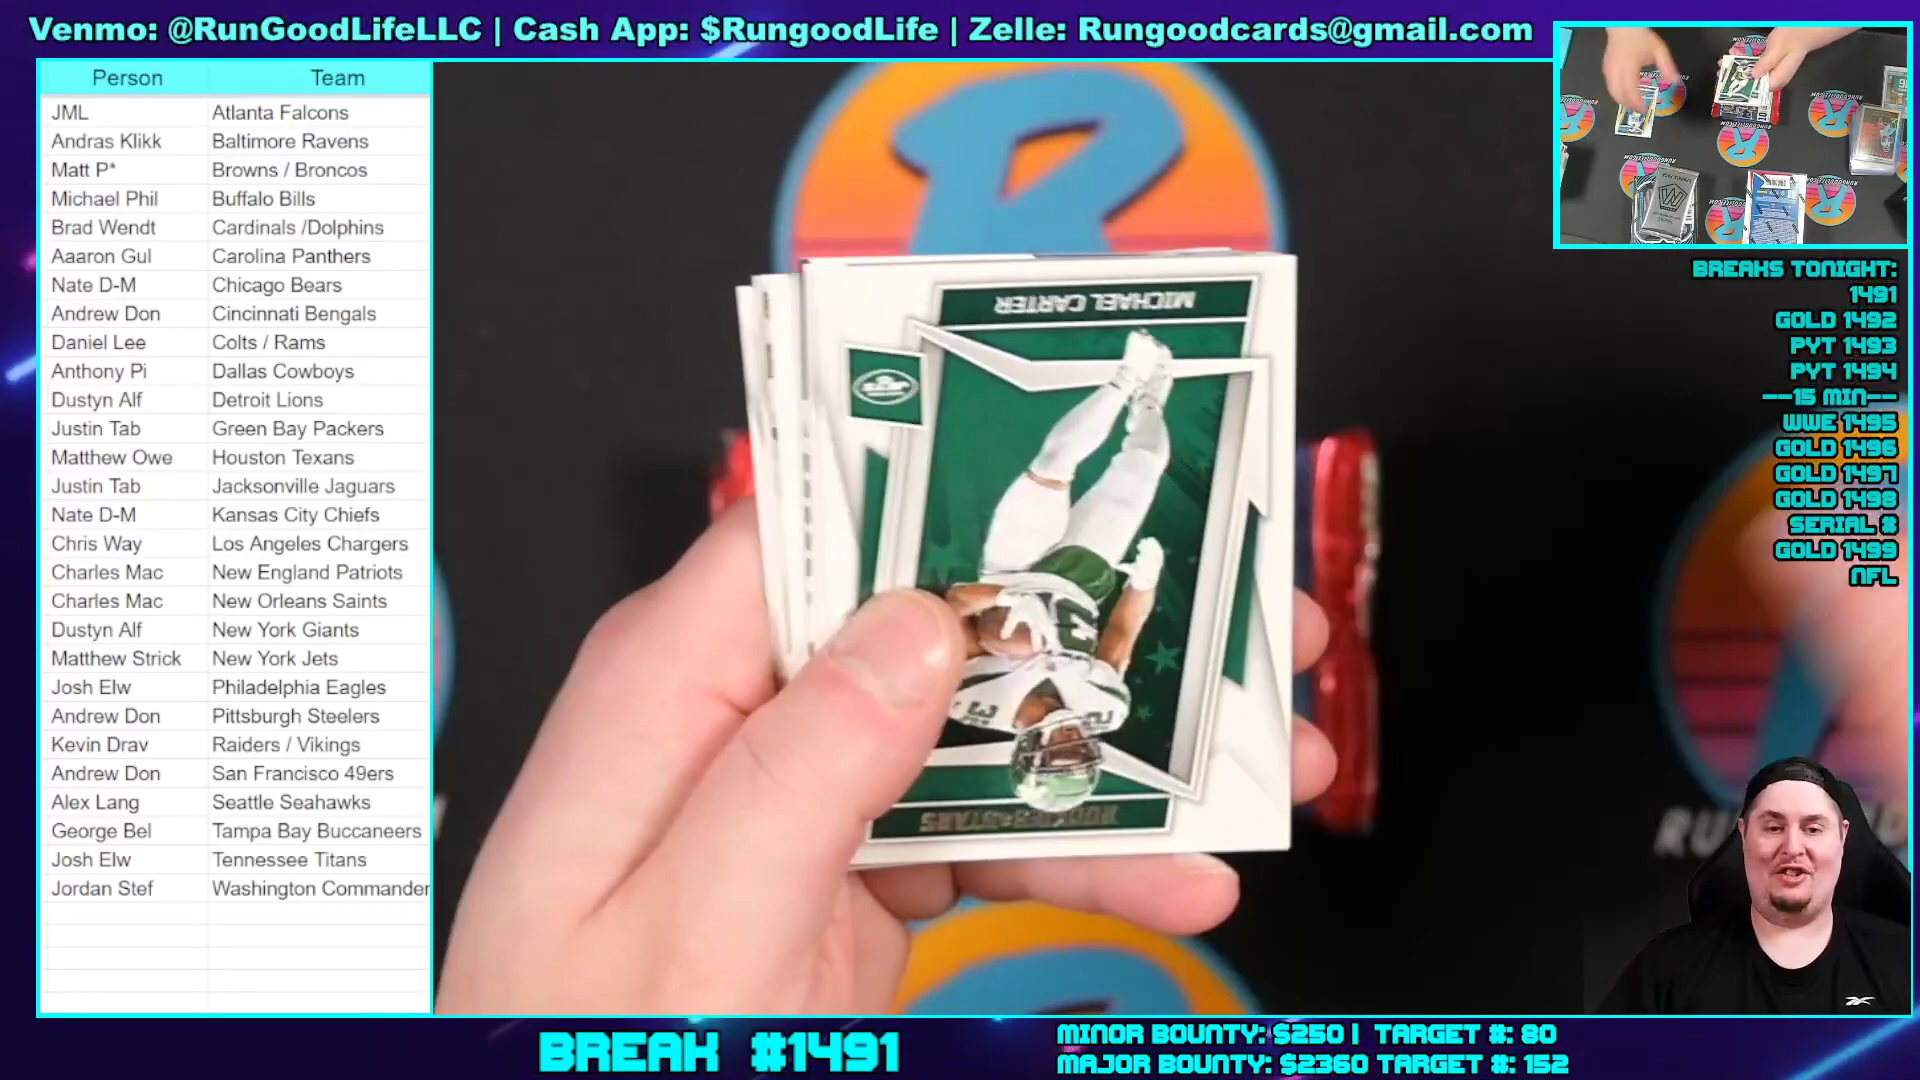 Venmo: @RunGoodLifeLLC | Cash App: $RungoodLife | Zelle: Rungoodcards@gmail.com
Person Team
JML Atlanta Falcons
Andras Klikk Baltimore Ravens
Matt P* Browns / Broncos
Michael Phil Buffalo Bills
Brad Wendt Cardinals /Dolphins
Aaaron Gul Carolina Panthers
Nate D-M Chicago Bears
Andrew Don Cincinnati Bengals
Daniel Lee Colts / Rams
Anthony Pi Dallas Cowboys
Dustyn Alf Detroit Lions
Justin Tab Green Bay Packers
Matthew Owe Houston Texans
Justin Tab Jacksonville Jaguars
Nate D-M Kansas City Chiefs
Chris Way Los Angeles Chargers
Charles Mac New England Patriots
Charles Mac New Orleans Saints
Dustyn Alf New York Giants
Matthew Strick New York Jets
Josh Elw Philadelphia Eagles
Andrew Don Pittsburgh Steelers
Kevin Drav Raiders / Vikings
Andrew Don San Francisco 49ers
Alex Lang Seattle Seahawks
George Bel Tampa Bay Buccaneers
Josh Elw Tennessee Titans
Jordan Stef Washington Commander
MICHAEL CARTER
BREAKS TONIGHT:
1491
GOLD 1492
PYT 1493
PYT 1494
--15 MIN--
WWE 1495
GOLD 1496
GOLD 1497
GOLD 1498
SERIAL #
GOLD 1499
NFL
BREAK #1491
MINOR BOUNTY: $250 | TARGET #: 80
MAJOR BOUNTY: $2360 TARGET #: 152